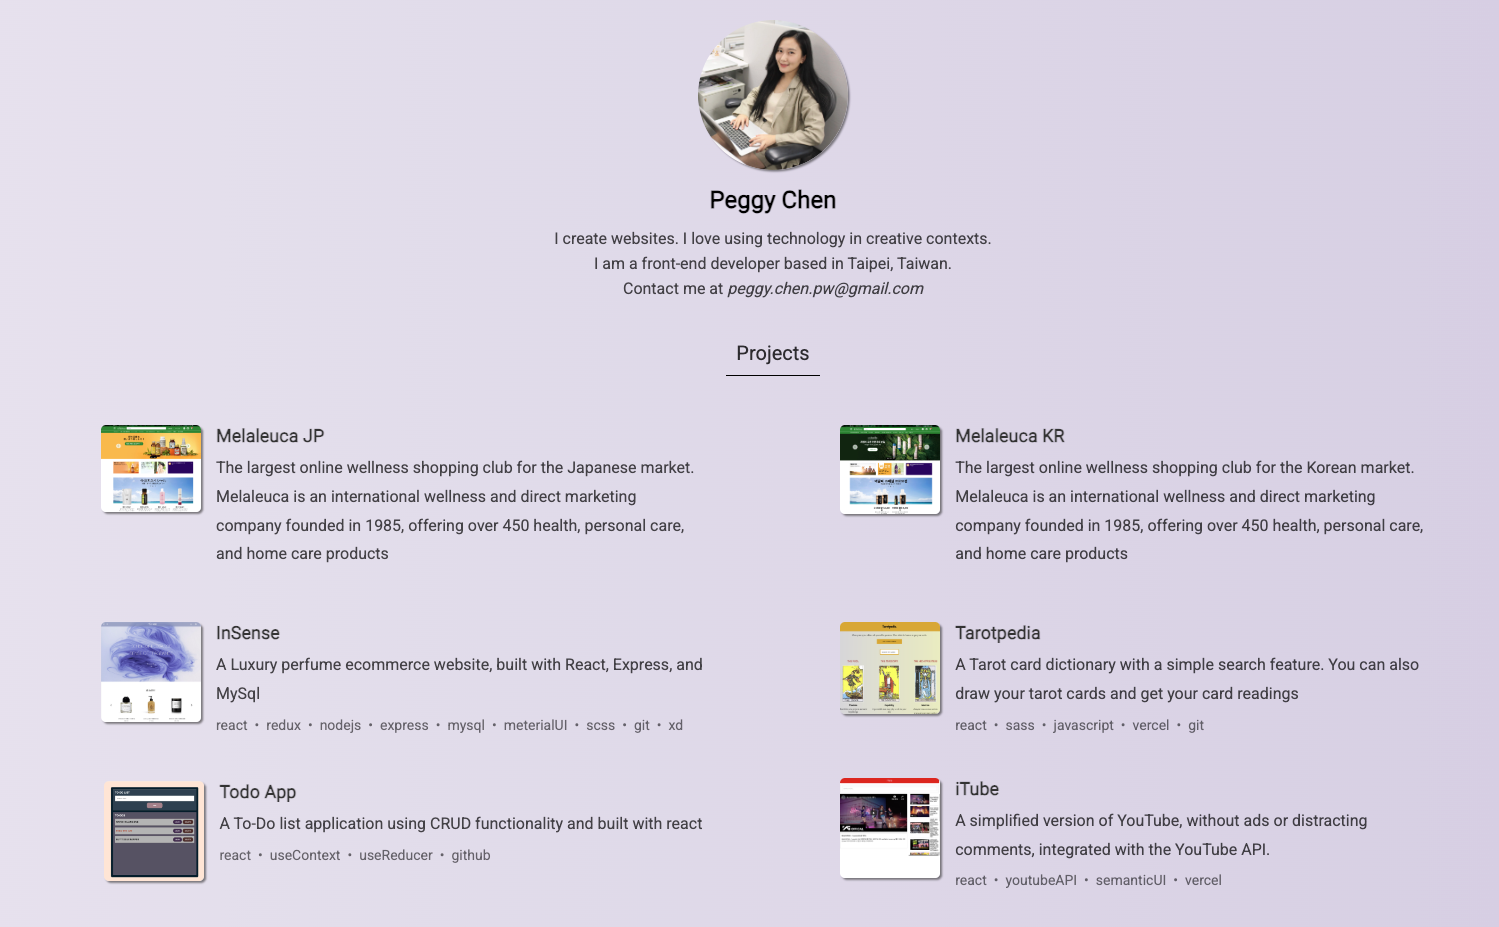 Peggy Chen
I create websites. I love using technology in creative contexts.
I am a front-end developer based in Taipei, Taiwan.
Contact me at peggy.chen.pw@gmail.com
Projects
Melaleuca JP
The largest online wellness shopping club for the Japanese market.
Melaleuca is an international wellness and direct marketing
company founded in 1985, offering over 450 health, personal care,
and home care products
Melaleuca KR
The largest online wellness shopping club for the Korean market.
Melaleuca is an international wellness and direct marketing
company founded in 1985, offering over 450 health, personal care,
and home care products
InSense
A Luxury perfume ecommerce website, built with React, Express, and
MySql
react • redux • nodejs • express • mysql • meterialUI • scss • git • xd
Tarotpedia
A Tarot card dictionary with a simple search feature. You can also
draw your tarot cards and get your card readings
react • sass • javascript • vercel • git
Todo App
A To-Do list application using CRUD functionality and built with react
react • useContext • useReducer • github
iTube
A simplified version of YouTube, without ads or distracting
comments, integrated with the YouTube API.
react • youtubeAPI • semanticUI • vercel